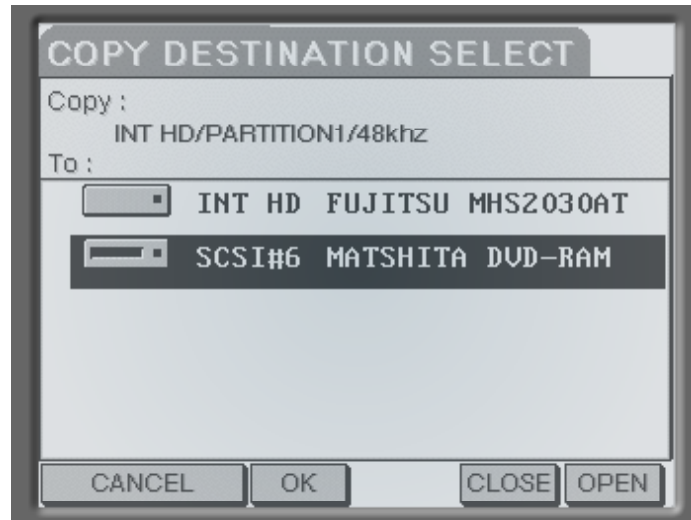 COPY DESTINATION SELECT
Copy :
INT HD/PARTITION1/48khz
To :
INT HD FUJITSU MHS2030AT
SCSI#6 MATSHITA DVD-RAM
CANCEL OK CLOSE OPEN